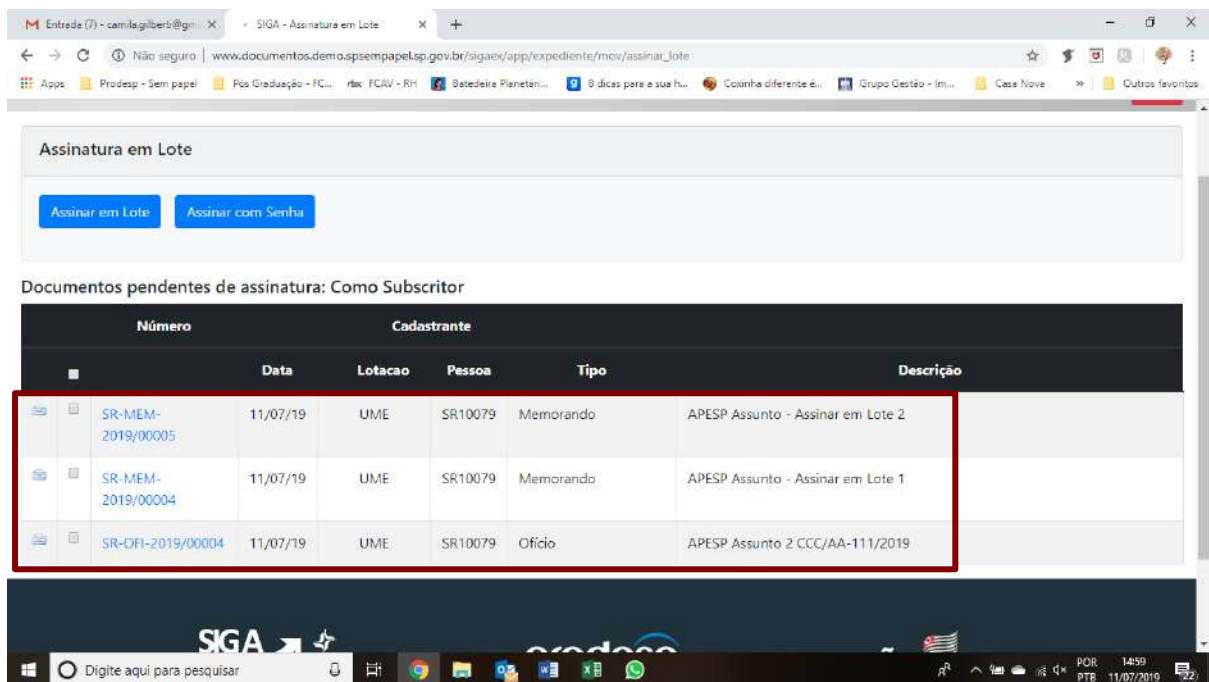 Entrada (7) - camila.gilberti@gm
SIGA - Assinatura em Lote
Não seguro | www.documentos.demo.spsempapel.sp.gov.br/sigaex/app/expediente/mov/assinar_lote
Apps Prodesp - Sem papel Pós Graduação - FC... FCAV - RH Batedeira Planetári... 8 dicas para a sua h... Coxinha diferente é... Grupo Gestão - Im... Casa Nova » Outros favoritos
Assinatura em Lote
Assinar em Lote Assinar com Senha
Documentos pendentes de assinatura: Como Subscritor
Número Cadastrante
Data Lotacao Pessoa Tipo Descrição
SR-MEM-
2019/00005 11/07/19 UME SR10079 Memorando APESP Assunto - Assinar em Lote 2
SR-MEM-
2019/00004 11/07/19 UME SR10079 Memorando APESP Assunto - Assinar em Lote 1
SR-OFI-2019/00004 11/07/19 UME SR10079 Ofício APESP Assunto 2 CCC/AA-111/2019
SIGA prodesp
Digite aqui para pesquisar
POR 14:59
PTB 11/07/2019 22